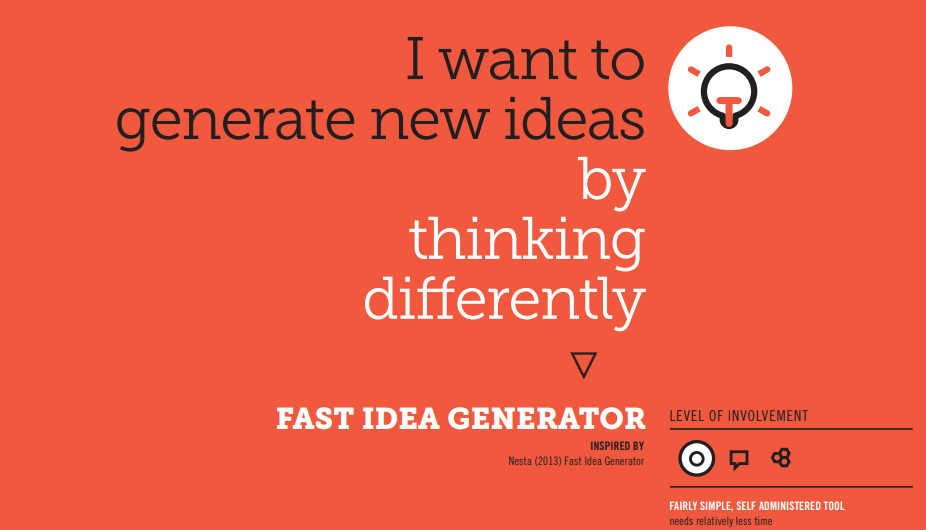 I want to
generate new ideas
by
thinking
differently
FAST IDEA GENERATOR
INSPIRED BY
Nesta (2013) Fast Idea Generator
LEVEL OF INVOLVEMENT
FAIRLY SIMPLE, SELF ADMINISTERED TOOL
needs relatively less time